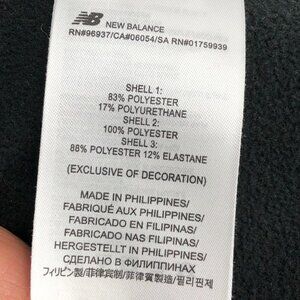 NB NEW BALANCE
RN#96937/CA#06054/SA RN#01759939
SHELL 1:
83% POLYESTER
17% POLYURETHANE
SHELL 2:
100% POLYESTER
SHELL 3:
88% POLYESTER 12% ELASTANE
(EXCLUSIVE OF DECORATION)
MADE IN PHILIPPINES/
FABRIQUÉ AUX PHILIPPINES/
FABRICADO EN FILIPINAS/
FABRICADO NAS FILIPINAS/
HERGESTELLT IN PHILIPPINEN/
СДЕЛАНО В ФИЛИППИНАХ
フィリピン製/菲律宾制/菲律賓製/필리핀제